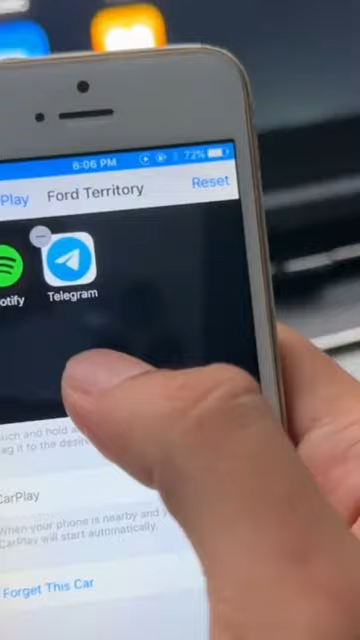 6:06 PM
72%
Play
Ford Territory
Reset
otify
Telegram
uch and hold a
ag it to the desir
CarPlay
When your phone is nearby and y
CarPlay will start automatically.
Forget This Car